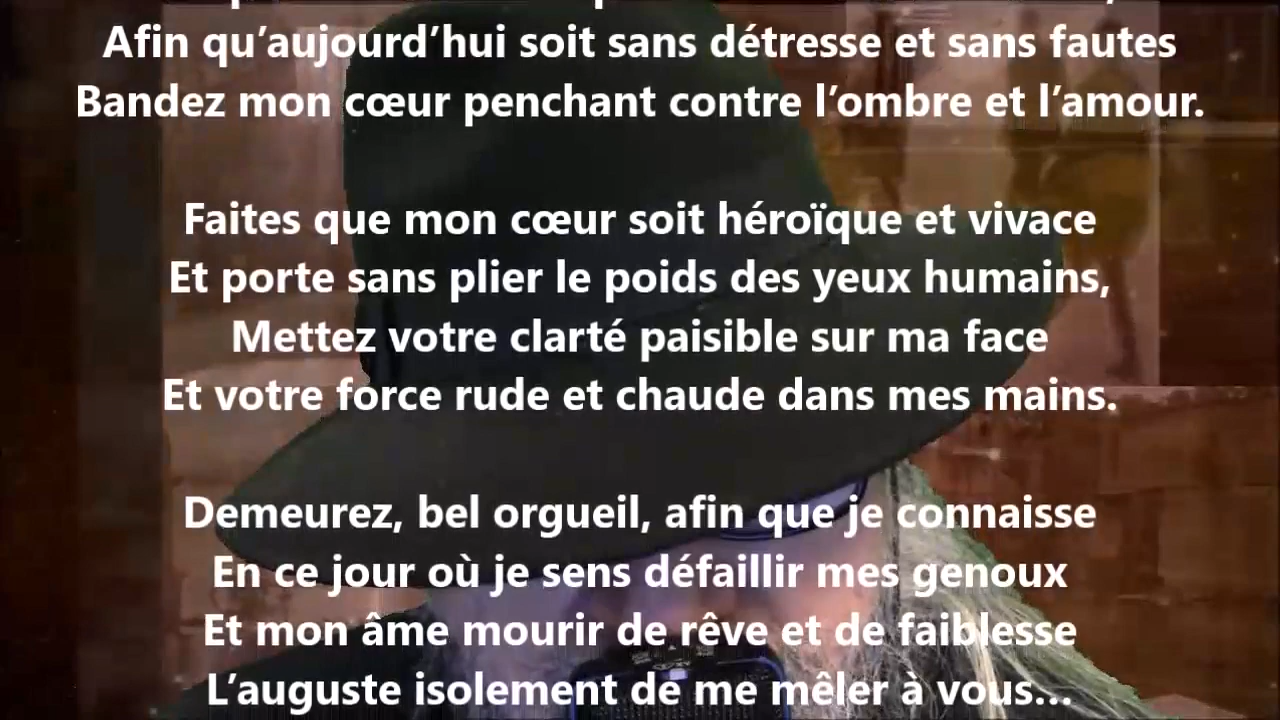 Afin qu’aujourd’hui soit sans détresse et sans fautes
Bandez mon cœur penchant contre l’ombre et l’amour.
Faites que mon cœur soit héroïque et vivace
Et porte sans plier le poids des yeux humains,
Mettez votre clarté paisible sur ma face
Et votre force rude et chaude dans mes mains.
Demeurez, bel orgueil, afin que je connaisse
En ce jour où je sens défaillir mes genoux
Et mon âme mourir de rêve et de faiblesse
L’auguste isolement de me mêler à vous…